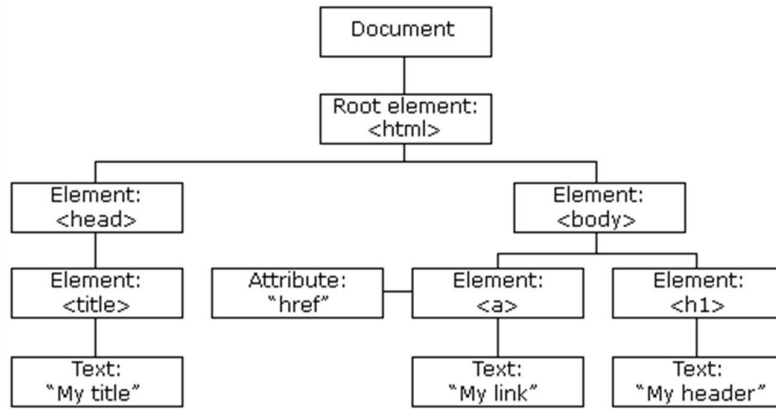 Document
Root element:
<html>
Element:
<head>
Element:
<body>
Element:
<title>
Attribute:
“href”
Element:
<a>
Element:
<h1>
Text:
“My title”
Text:
“My link”
Text:
“My header”